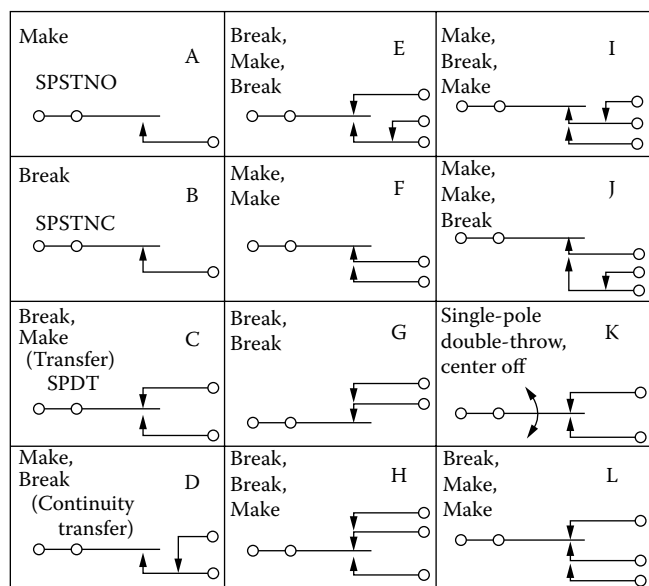 Make
A
SPSTNO
Break,
Make,
Break
E
Make,
Break,
Make
I
Break
B
SPSTNC
Make,
Make
F
Make,
Make,
Break
J
Break,
Make
(Transfer)
SPDT
C
Break,
Break
G
Single-pole
double-throw,
center off
K
Make,
Break
(Continuity
transfer)
D
Break,
Break,
Make
H
Break,
Make,
Make
L